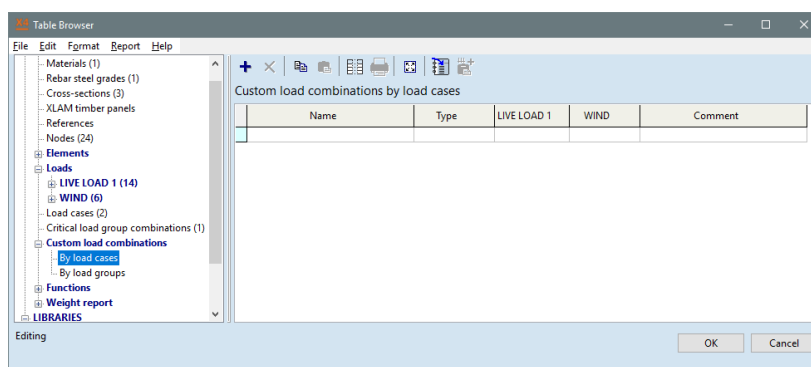 Table Browser
File Edit Format Report Help
Materials (1)
Rebar steel grades (1)
Cross-sections (3)
XLAM timber panels
References
Nodes (24)
Elements
Loads
LIVE LOAD 1 (14)
WIND (6)
Load cases (2)
Critical load group combinations (1)
Custom load combinations
By load cases
By load groups
Functions
Weight report
LIBRARIES
Custom load combinations by load cases
Name Type LIVE LOAD 1 WIND Comment
Editing
OK Cancel